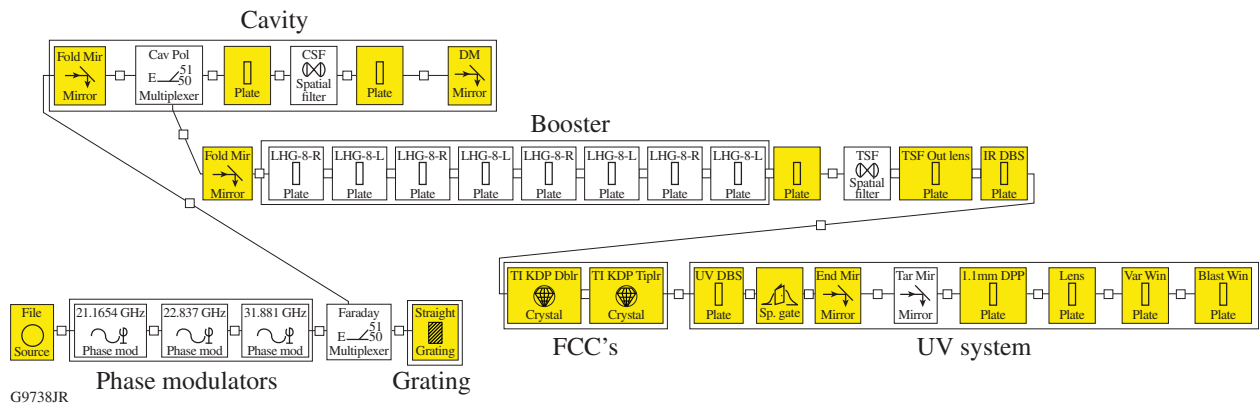 Cavity
Fold Mir
Mirror
Cav Pol
E 51
50
Multiplexer
Plate
CSF
Spatial
filter
Plate
DM
Mirror
Booster
Fold Mir
Mirror
LHG-8-R
Plate
LHG-8-L
Plate
LHG-8-R
Plate
LHG-8-L
Plate
LHG-8-R
Plate
LHG-8-L
Plate
LHG-8-R
Plate
LHG-8-L
Plate
Plate
TSF
Spatial
filter
TSF Out lens
Plate
IR DBS
Plate
TI KDP Dblr
Crystal
TI KDP Tiplr
Crystal
FCC's
UV DBS
Plate
Sp. gate
End Mir
Mirror
Tar Mir
Mirror
1.1mm DPP
Plate
Lens
Plate
Var Win
Plate
Blast Win
Plate
UV system
File
Source
21.1654 GHz
Phase mod
22.837 GHz
Phase mod
31.881 GHz
Phase mod
Phase modulators
Faraday
E 51
50
Multiplexer
Straight
Grating
Grating
G9738JR